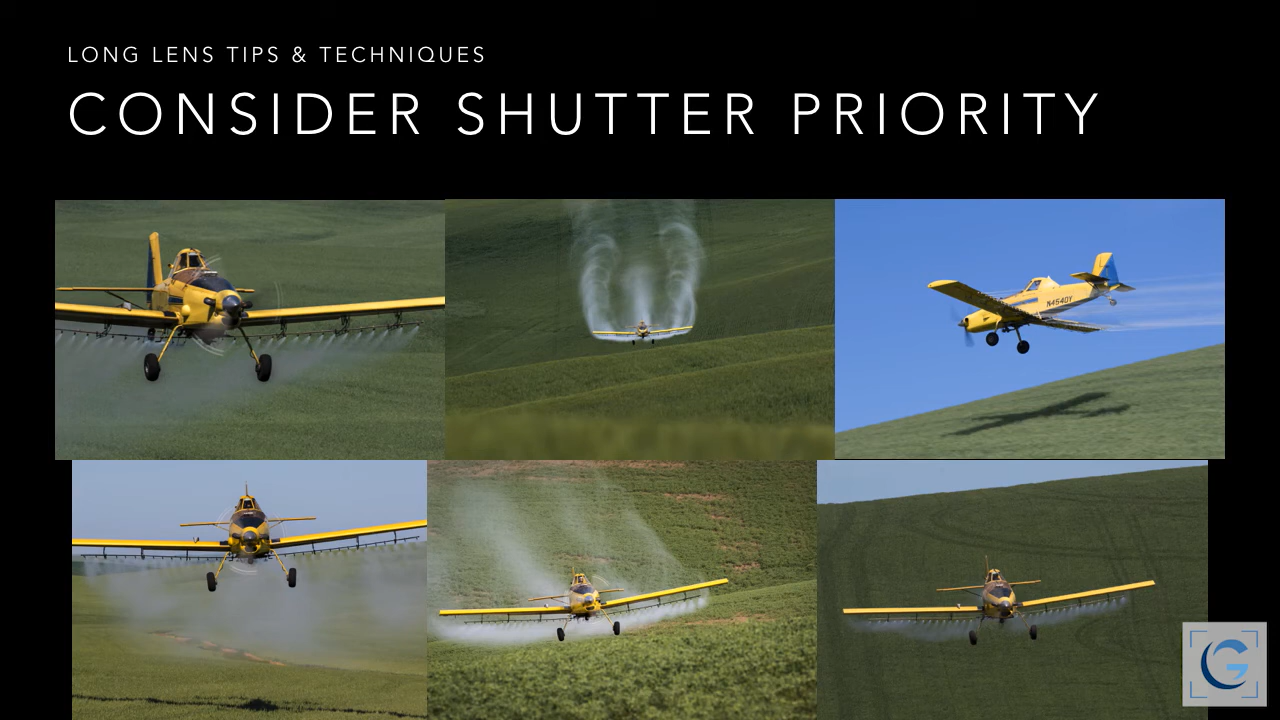 LONG LENS TIPS & TECHNIQUES
CONSIDER SHUTTER PRIORITY
N4540Y
G